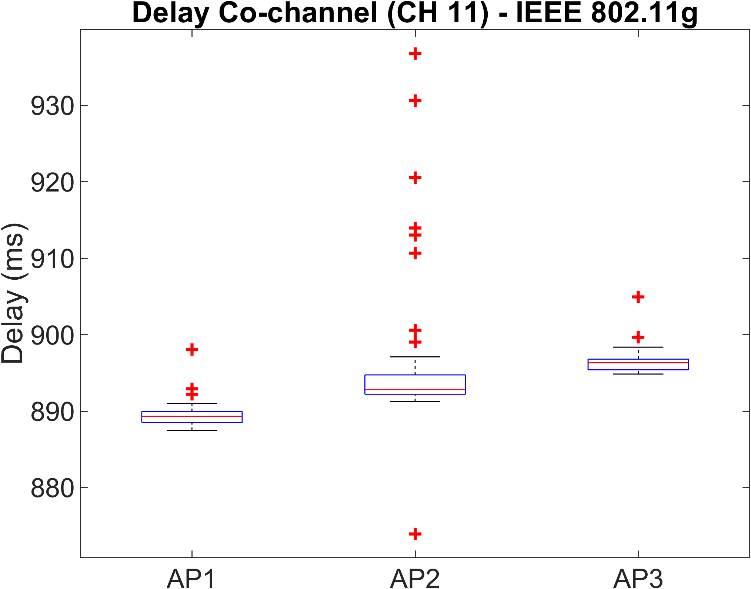 Delay Co-channel (CH 11) - IEEE 802.11g
Delay (ms)
930
920
910
900
890
880
AP1 AP2 AP3